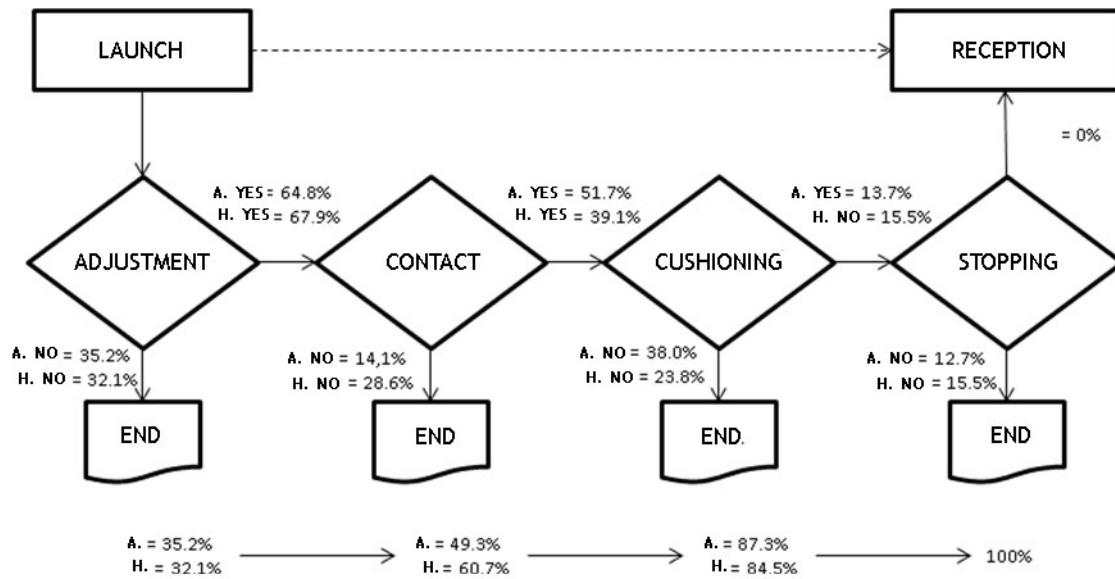 LAUNCH
RECEPTION
= 0%
A. YES = 64.8%
H. YES = 67.9%
A. YES = 51.7%
H. YES = 39.1%
A. YES = 13.7%
H. NO = 15.5%
ADJUSTMENT
CONTACT
CUSHIONING
STOPPING
A. NO = 35.2%
H. NO = 32.1%
A. NO = 14,1%
H. NO = 28.6%
A. NO = 38.0%
H. NO = 23.8%
A. NO = 12.7%
H. NO = 15.5%
END
END
END.
END
A. = 35.2%
H. = 32.1%
A. = 49.3%
H. = 60.7%
A. = 87.3%
H. = 84.5%
100%